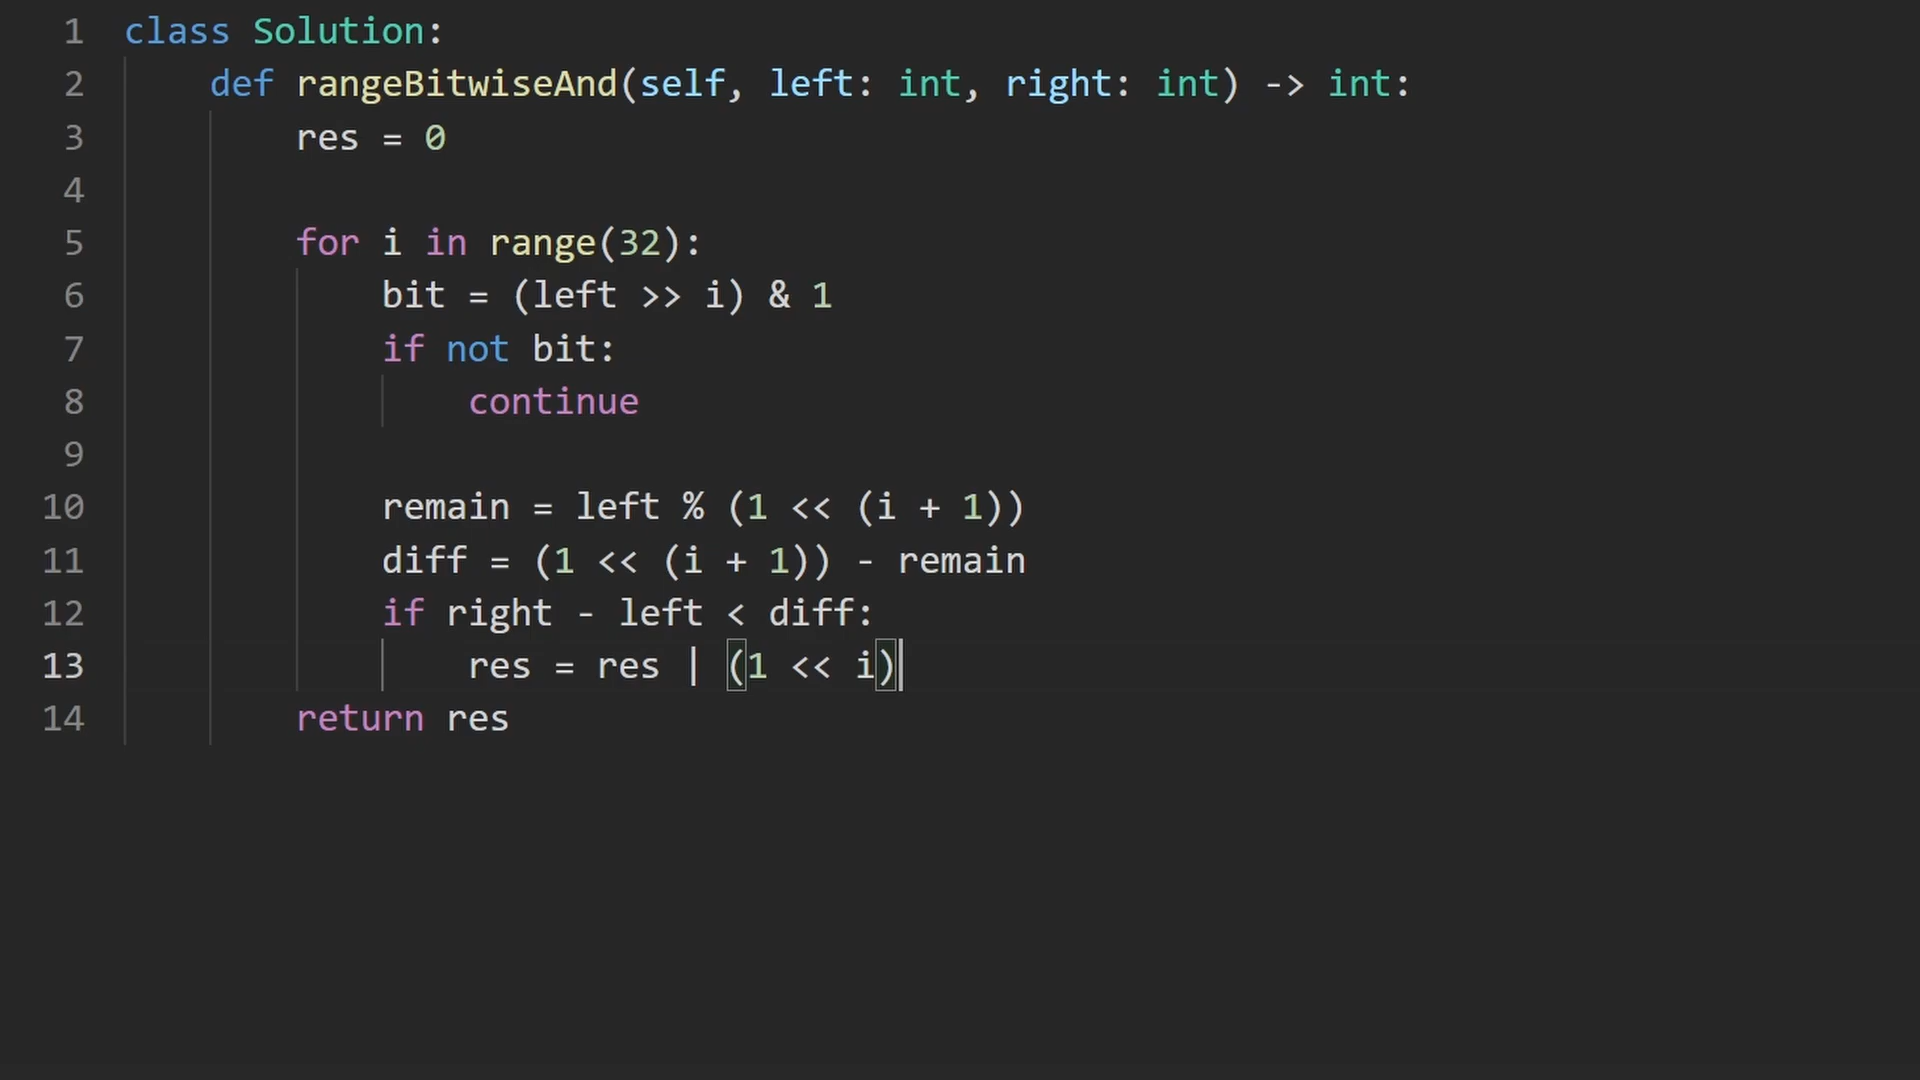 1 class Solution:
2     def rangeBitwiseAnd(self, left: int, right: int) -> int:
3         res = 0
4
5         for i in range(32):
6             bit = (left >> i) & 1
7             if not bit:
8                 continue
9
10             remain = left % (1 << (i + 1))
11             diff = (1 << (i + 1)) - remain
12             if right - left < diff:
13                 res = res | (1 << i)
14         return res